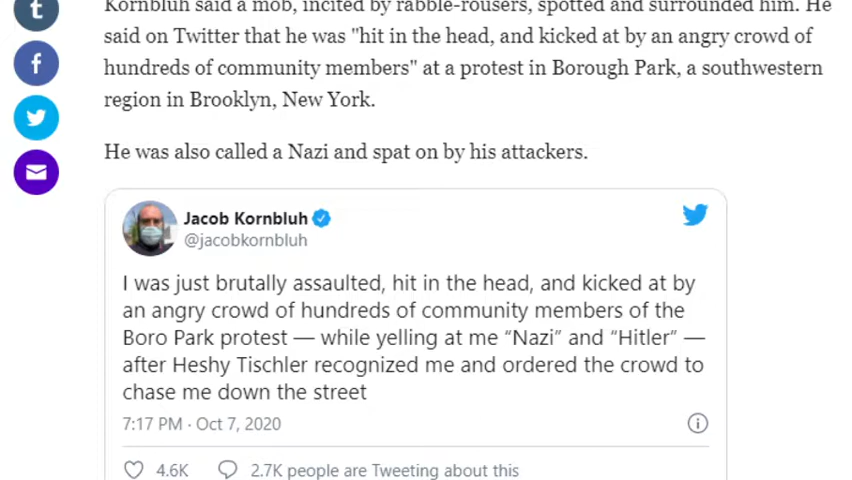 Kornbluh said a mob, incited by rabble-rousers, spotted and surrounded him. He
said on Twitter that he was "hit in the head, and kicked at by an angry crowd of
hundreds of community members" at a protest in Borough Park, a southwestern
region in Brooklyn, New York.
He was also called a Nazi and spat on by his attackers.
Jacob Kornbluh
@jacobkornbluh
I was just brutally assaulted, hit in the head, and kicked at by
an angry crowd of hundreds of community members of the
Boro Park protest — while yelling at me “Nazi” and “Hitler” —
after Heshy Tischler recognized me and ordered the crowd to
chase me down the street
7:17 PM · Oct 7, 2020
4.6K 2.7K people are Tweeting about this